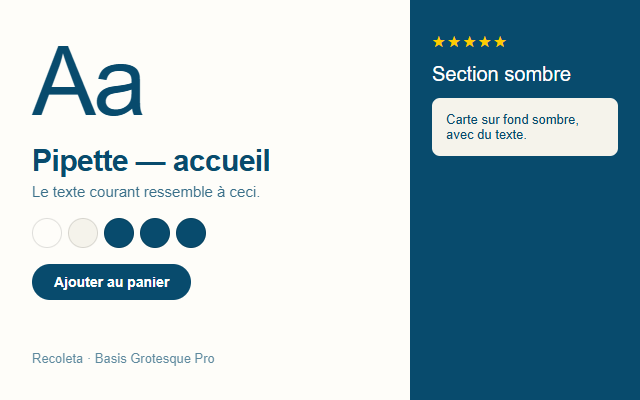 Aa
Pipette — accueil
Le texte courant ressemble à ceci.
Ajouter au panier
Recoleta · Basis Grotesque Pro
★★★★★
Section sombre
Carte sur fond sombre,
avec du texte.